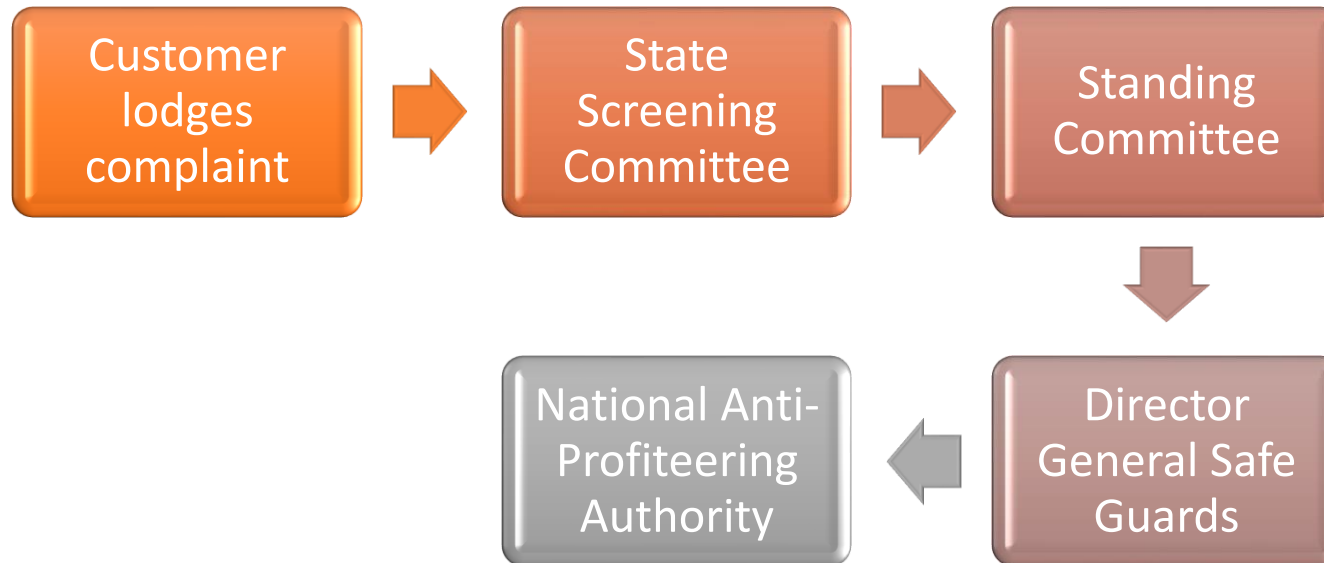 Customer
lodges
complaint
State
Screening
Committee
Standing
Committee
Director
General Safe
Guards
National Anti-
Profiteering
Authority